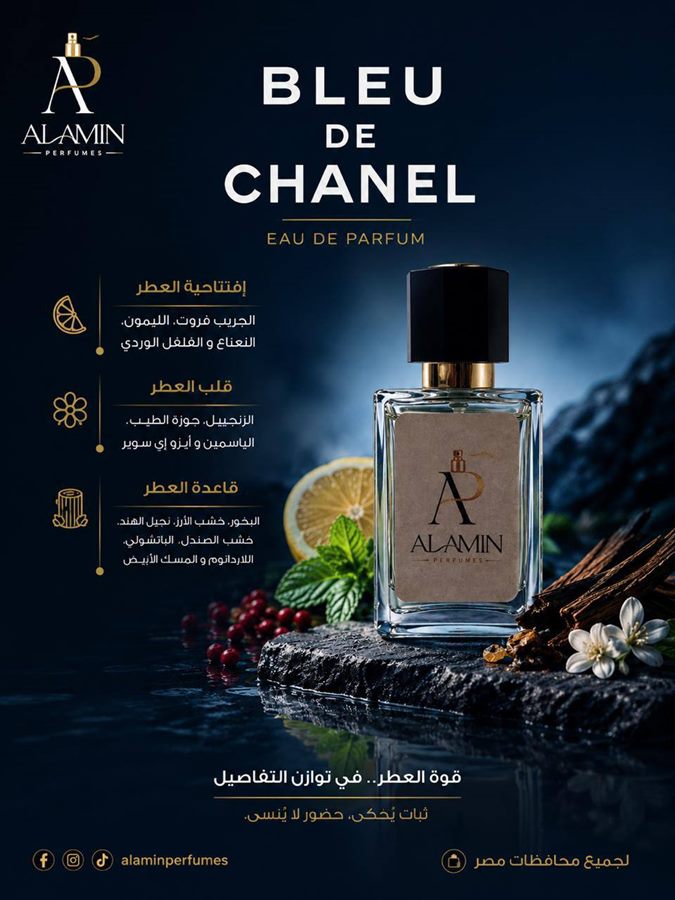 ALAMIN
PERFUMES
BLEU
DE
CHANEL
EAU DE PARFUM
إفتتاحية العطر
الجريب فروت، الليمون،
النعناع و الفلفل الوردي
قلب العطر
الزنجبيل، جوزة الطيب،
الياسمين و أيزو إي سوبر
قاعدة العطر
البخور، خشب الأرز، نجيل الهند،
خشب الصندل، الباتشولي،
اللاردانوم و المسك الأبيض
AP
ALAMIN
PERFUMES
قوة العطر.. في توازن التفاصيل
ثبات يُحكى، حضور لا يُنسى.
alaminperfumes
لجميع محافظات مصر